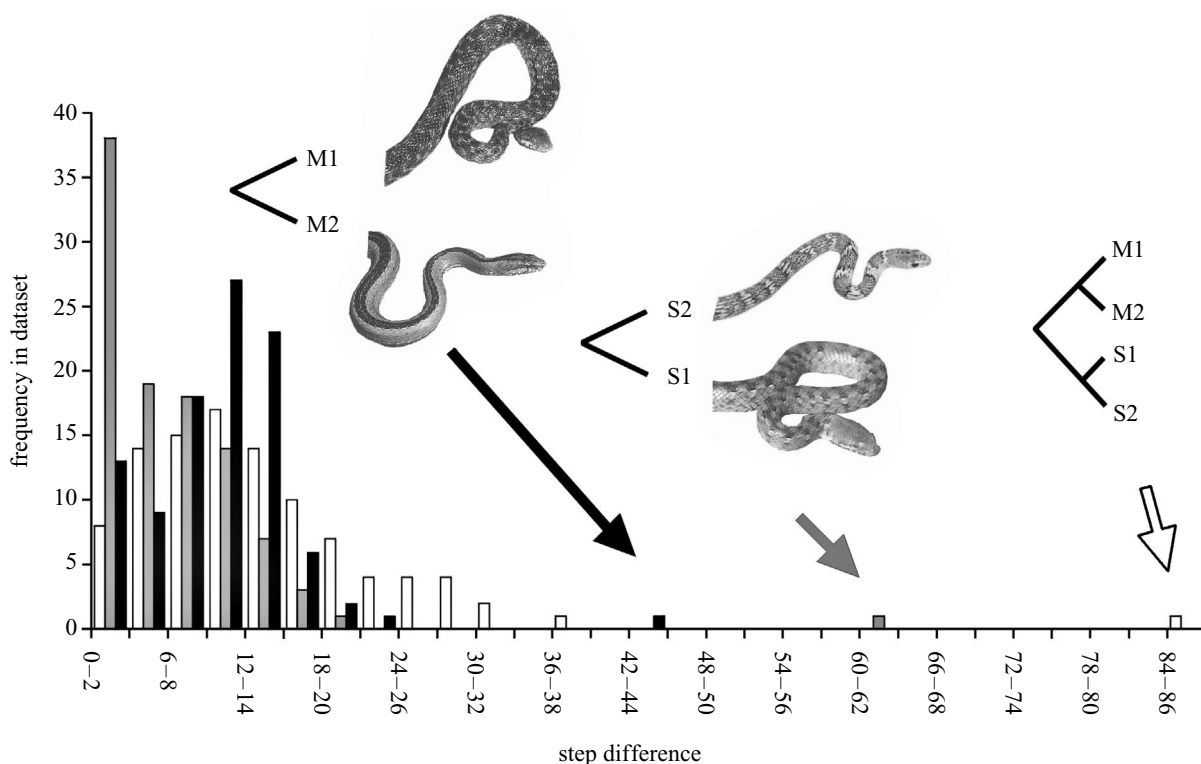 40
35
30
25
20
15
10
5
0
frequency in dataset
M1
M2
S2
S1
M1
M2
S1
S2
0–2
6–8
12–14
18–20
24–26
30–32
36–38
42–44
48–50
54–56
60–62
66–68
72–74
78–80
84–86
step difference